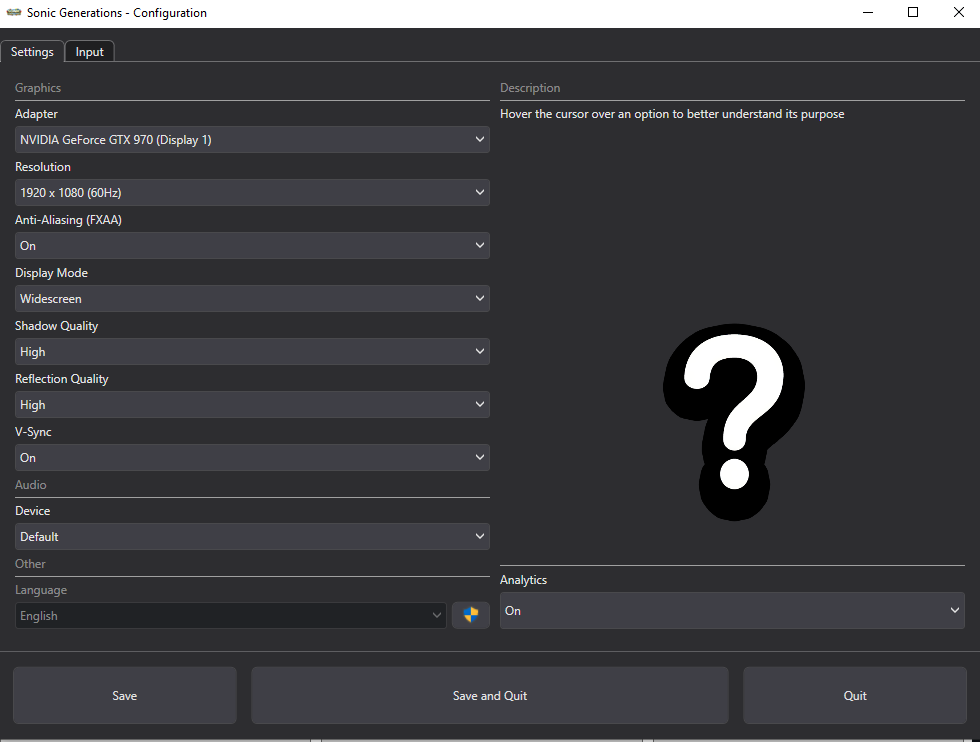 Sonic Generations - Configuration
Settings
Input
Graphics
Adapter
NVIDIA GeForce GTX 970 (Display 1)
Resolution
1920 x 1080 (60Hz)
Anti-Aliasing (FXAA)
On
Display Mode
Widescreen
Shadow Quality
High
Reflection Quality
High
V-Sync
On
Audio
Device
Default
Other
Language
English
Description
Hover the cursor over an option to better understand its purpose
?
Analytics
On
Save
Save and Quit
Quit